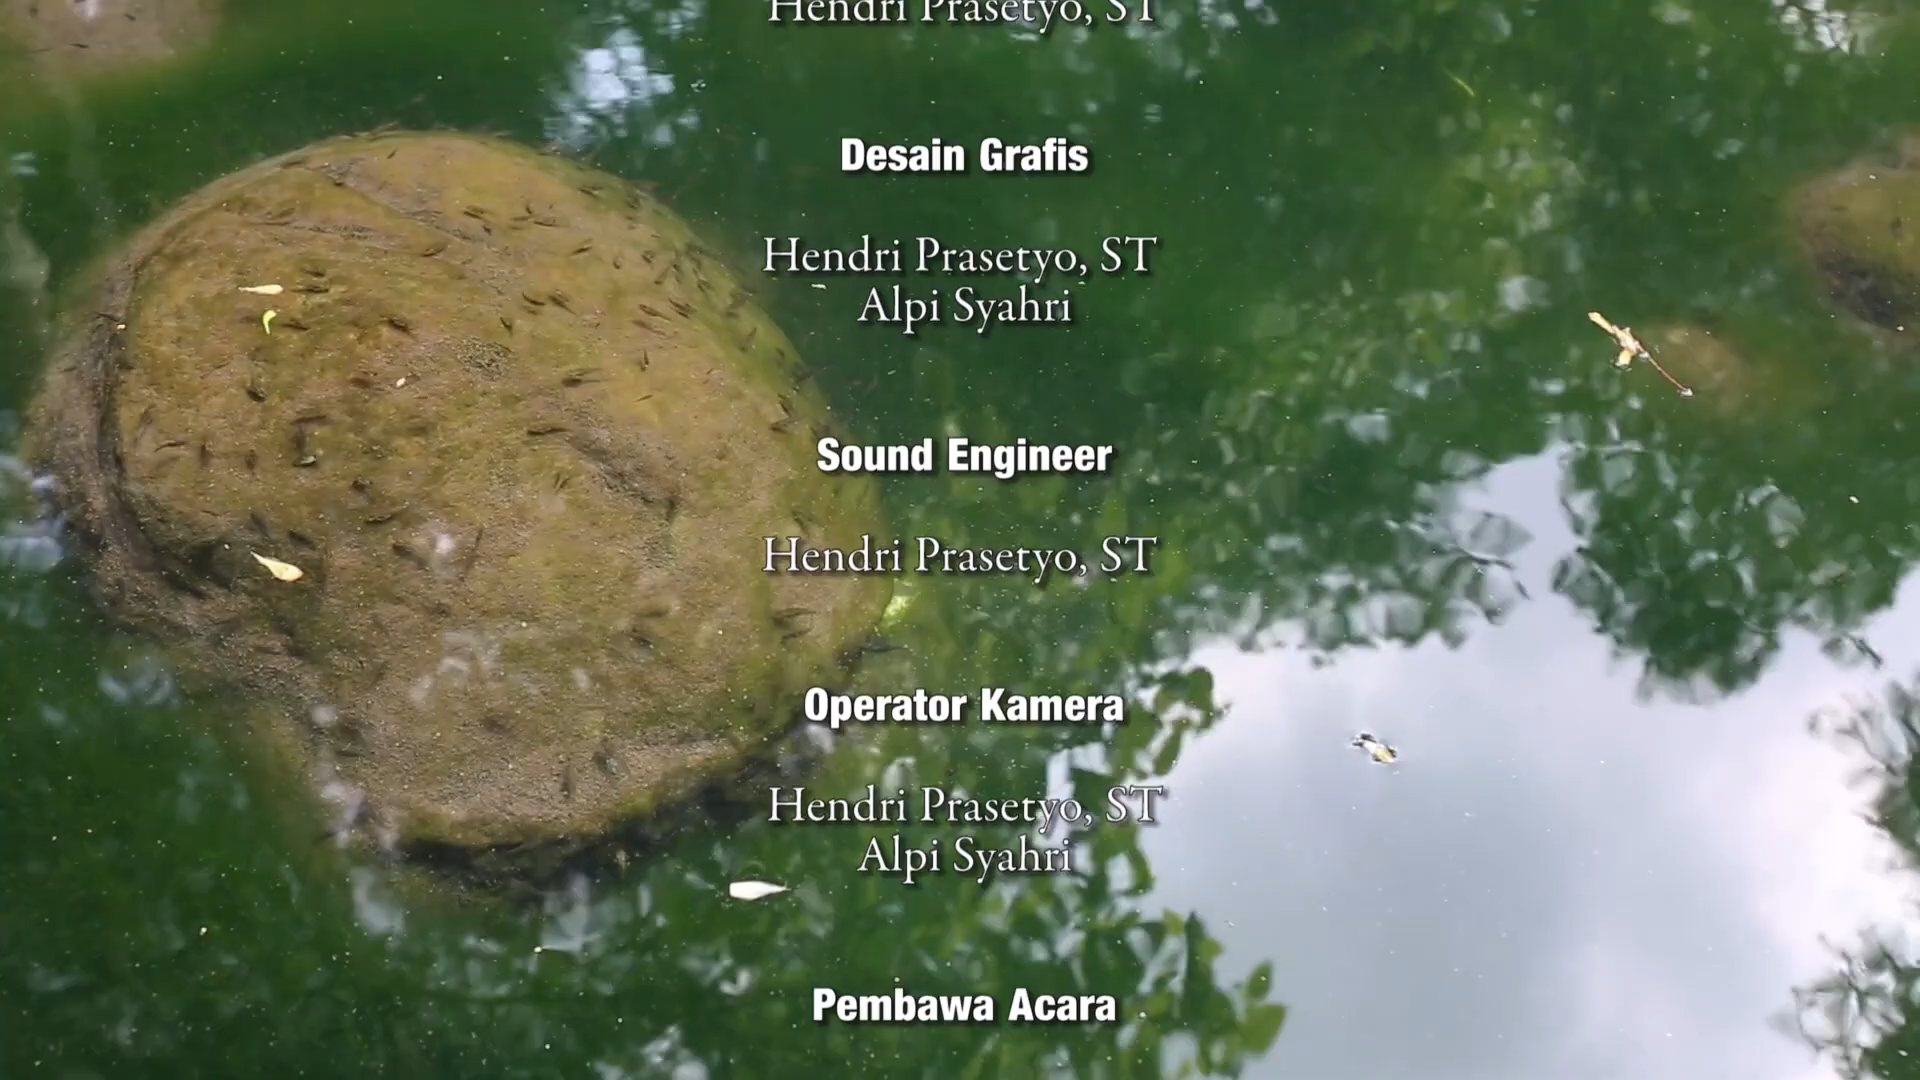 Hendri Prasetyo, ST
Desain Grafis
Hendri Prasetyo, ST
Alpi Syahri
Sound Engineer
Hendri Prasetyo, ST
Operator Kamera
Hendri Prasetyo, ST
Alpi Syahri
Pembawa Acara